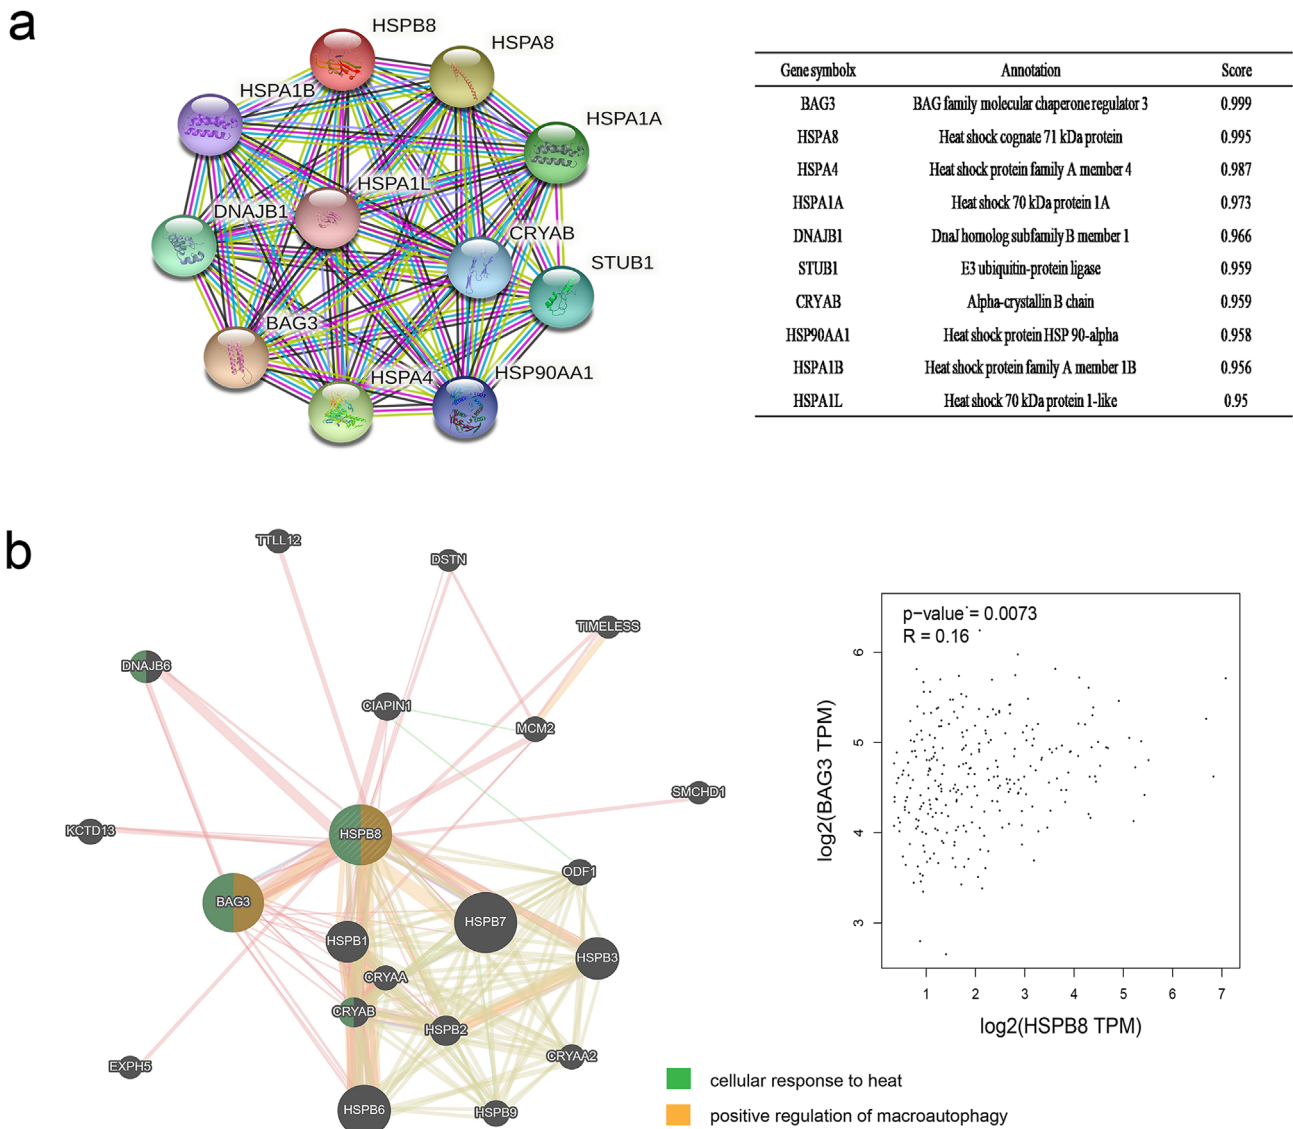 a
HSPB8
HSPA8
HSPA1B
HSPA1A
HSPA1L
DNAJB1
CRYAB
STUB1
BAG3
HSPA4
HSP90AA1
Gene symbolx Annotation Score
BAG3 BAG family molecular chaperone regulator 3 0.999
HSPA8 Heat shock cognate 71 kDa protein 0.995
HSPA4 Heat shock protein family A member 4 0.987
HSPA1A Heat shock 70 kDa protein 1A 0.973
DNAJB1 DnaJ homolog subfamily B member 1 0.966
STUB1 E3 ubiquitin-protein ligase 0.959
CRYAB Alpha-crystallin B chain 0.959
HSP90AA1 Heat shock protein HSP 90-alpha 0.958
HSPA1B Heat shock protein family A member 1B 0.956
HSPA1L Heat shock 70 kDa protein 1-like 0.95
b
TTLL12
DSTN
TIMELESS
DNAJB6
CIAPIN1
MCM2
SMCHD1
KCTD13
HSPB8
ODF1
BAG3
HSPB7
HSPB1
HSPB3
CRYAA
CRYAB
HSPB2
CRYAA2
EXPH5
HSPB6
HSPB9
p-value = 0.0073
R = 0.16
log2(BAG3 TPM)
6
5
4
3
1 2 3 4 5 6 7
log2(HSPB8 TPM)
cellular response to heat
positive regulation of macroautophagy